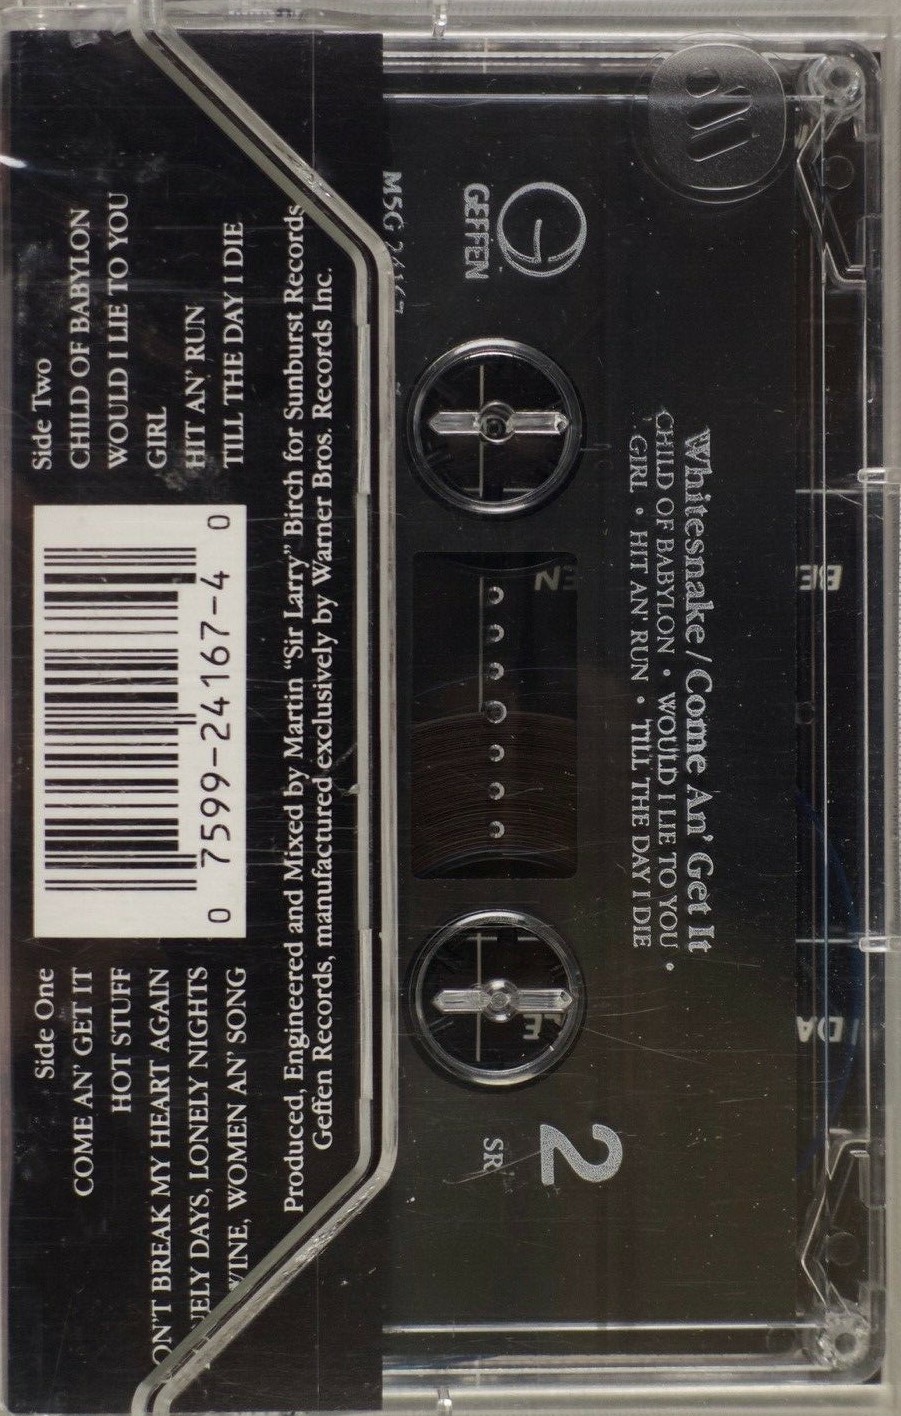 Side One
COME AN' GET IT
HOT STUFF
ON'T BREAK MY HEART AGAIN
ELY DAYS, LONELY NIGHTS
WINE, WOMEN AN' SONG
0 7599-24167-4 0
Side Two
CHILD OF BABYLON
WOULD I LIE TO YOU
GIRL
HIT AN' RUN
TILL THE DAY I DIE
Produced, Engineered and Mixed by Martin “Sir Larry” Birch for Sunburst Records
Geffen Records, manufactured exclusively by Warner Bros. Records Inc.
Whitesnake/Come An' Get It
CHILD OF BABYLON • WOULD I LIE TO YOU •
GIRL • HIT AN' RUN • TILL THE DAY I DIE
GEFFEN
M5G 24167
2
SR